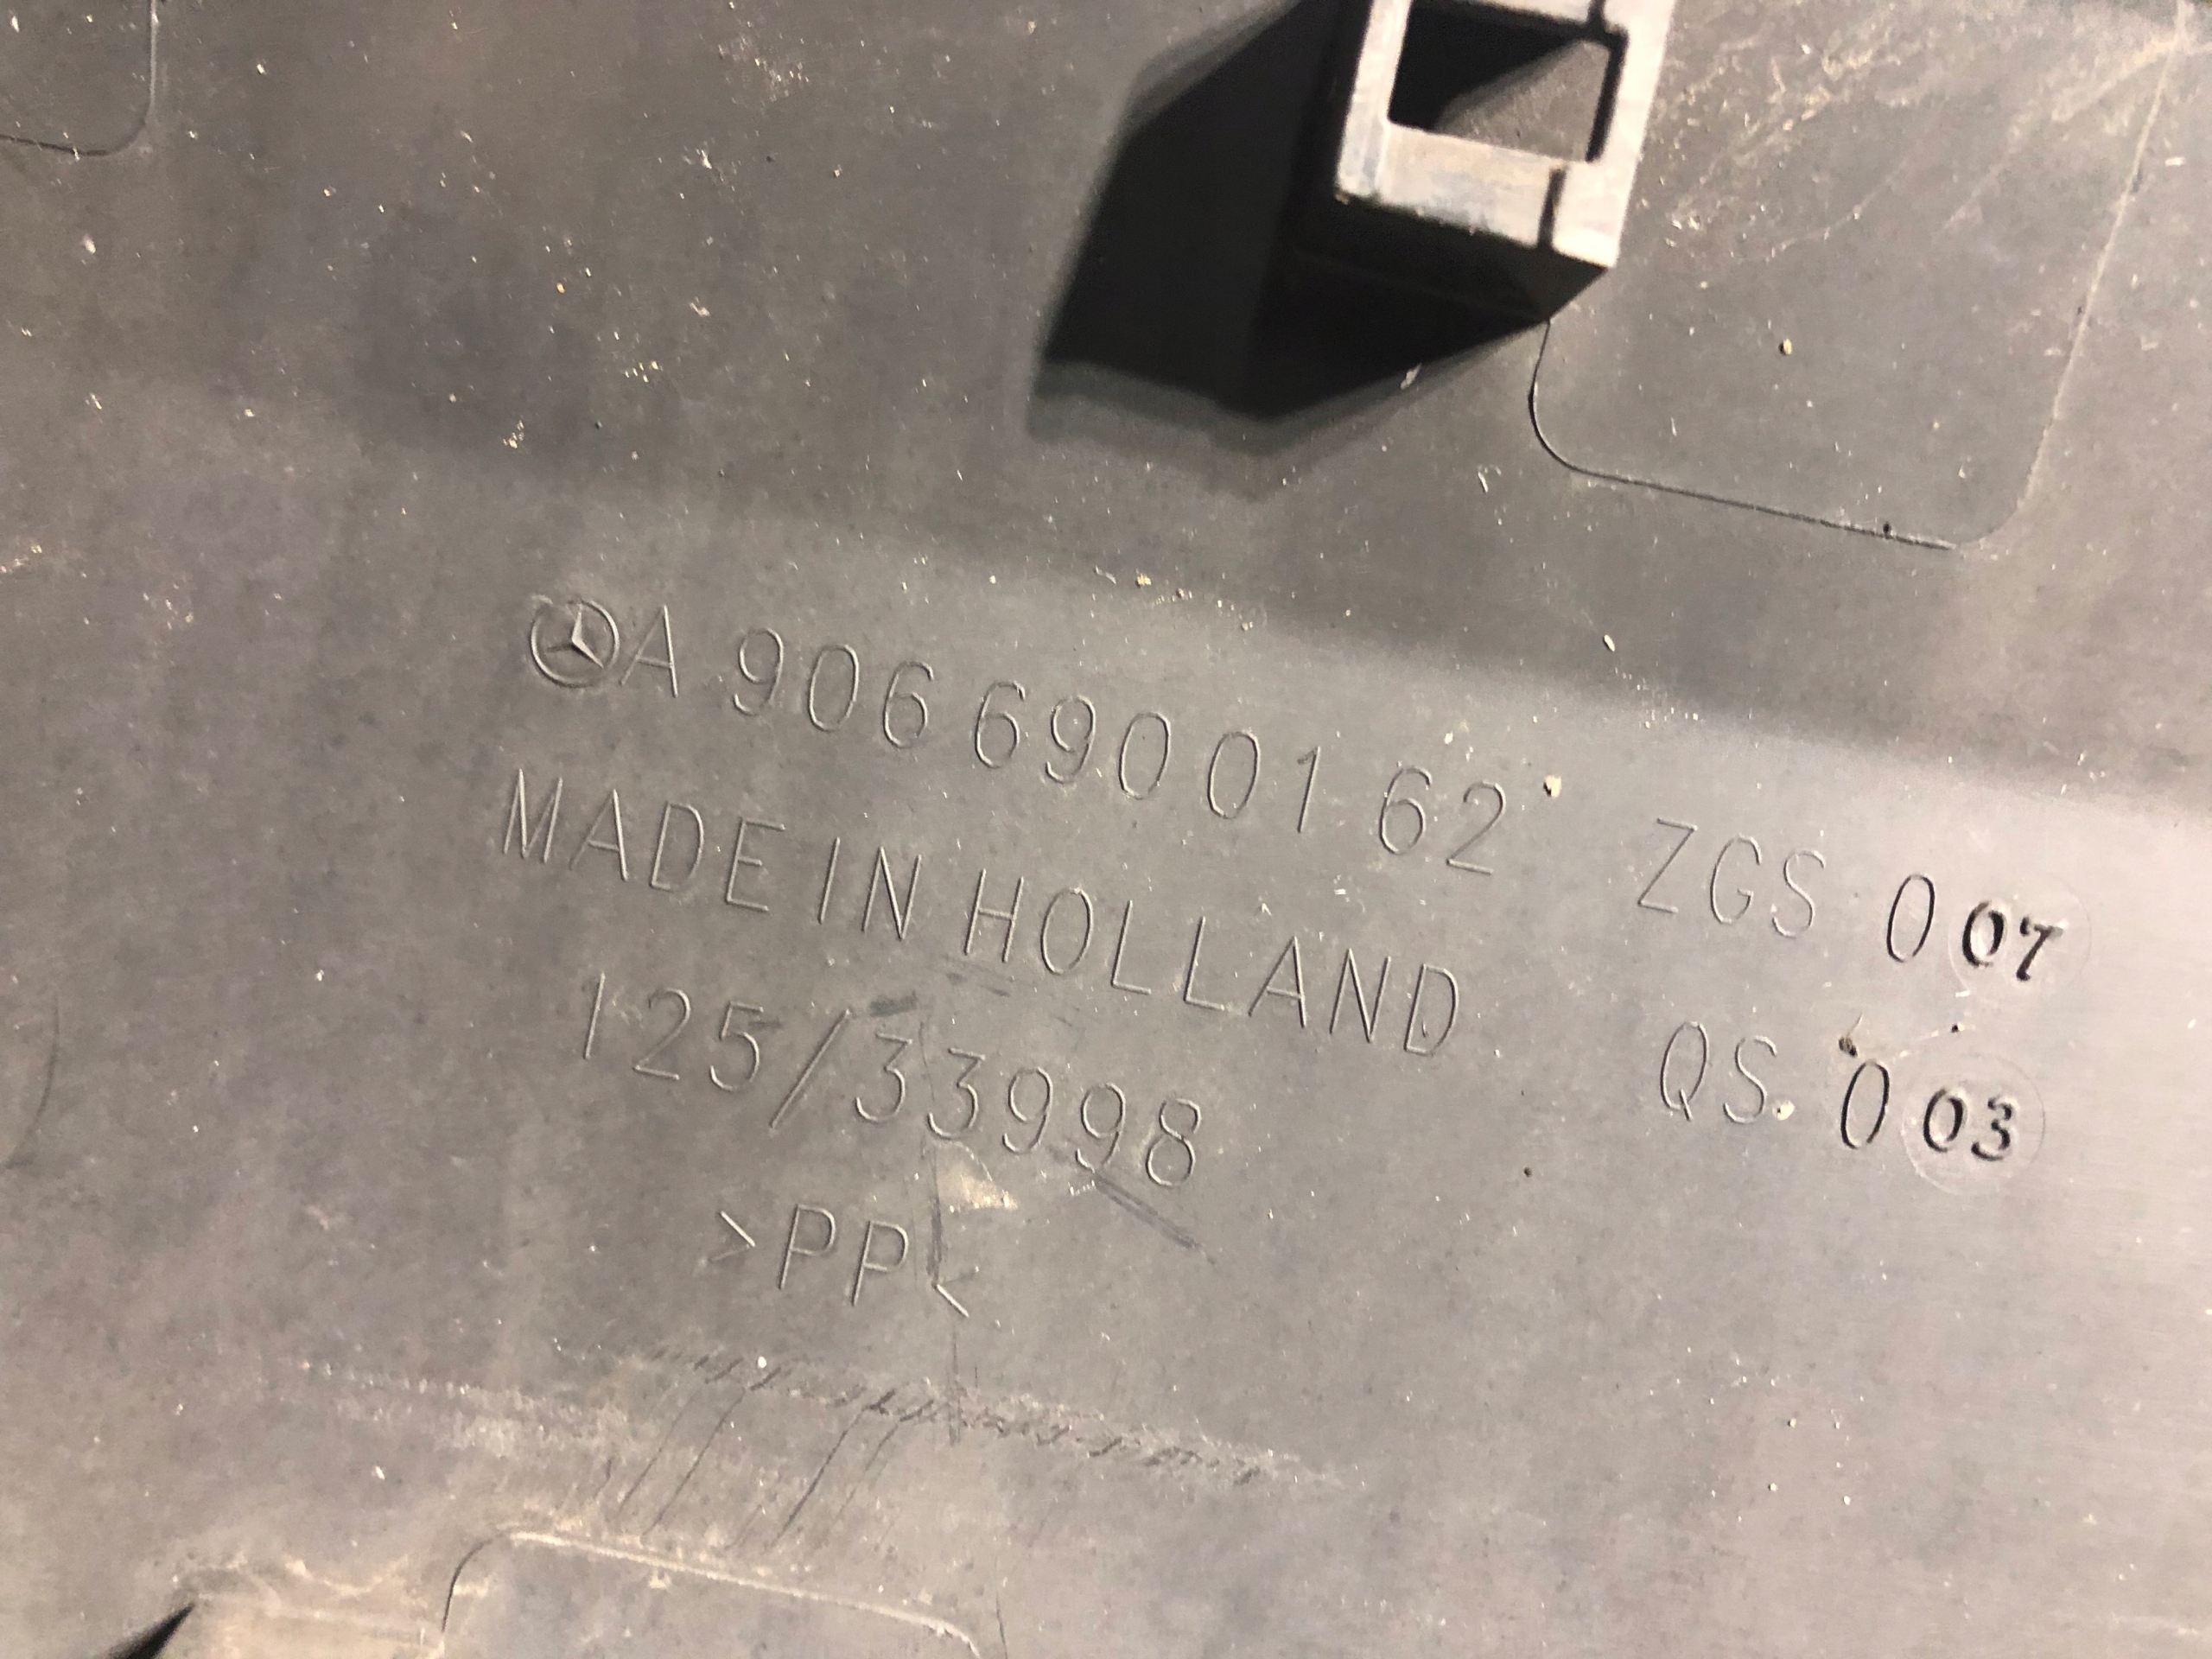 A 906 690 01 62 ZGS 007
MADE IN HOLLAND QS 003
125/33998
>PP<